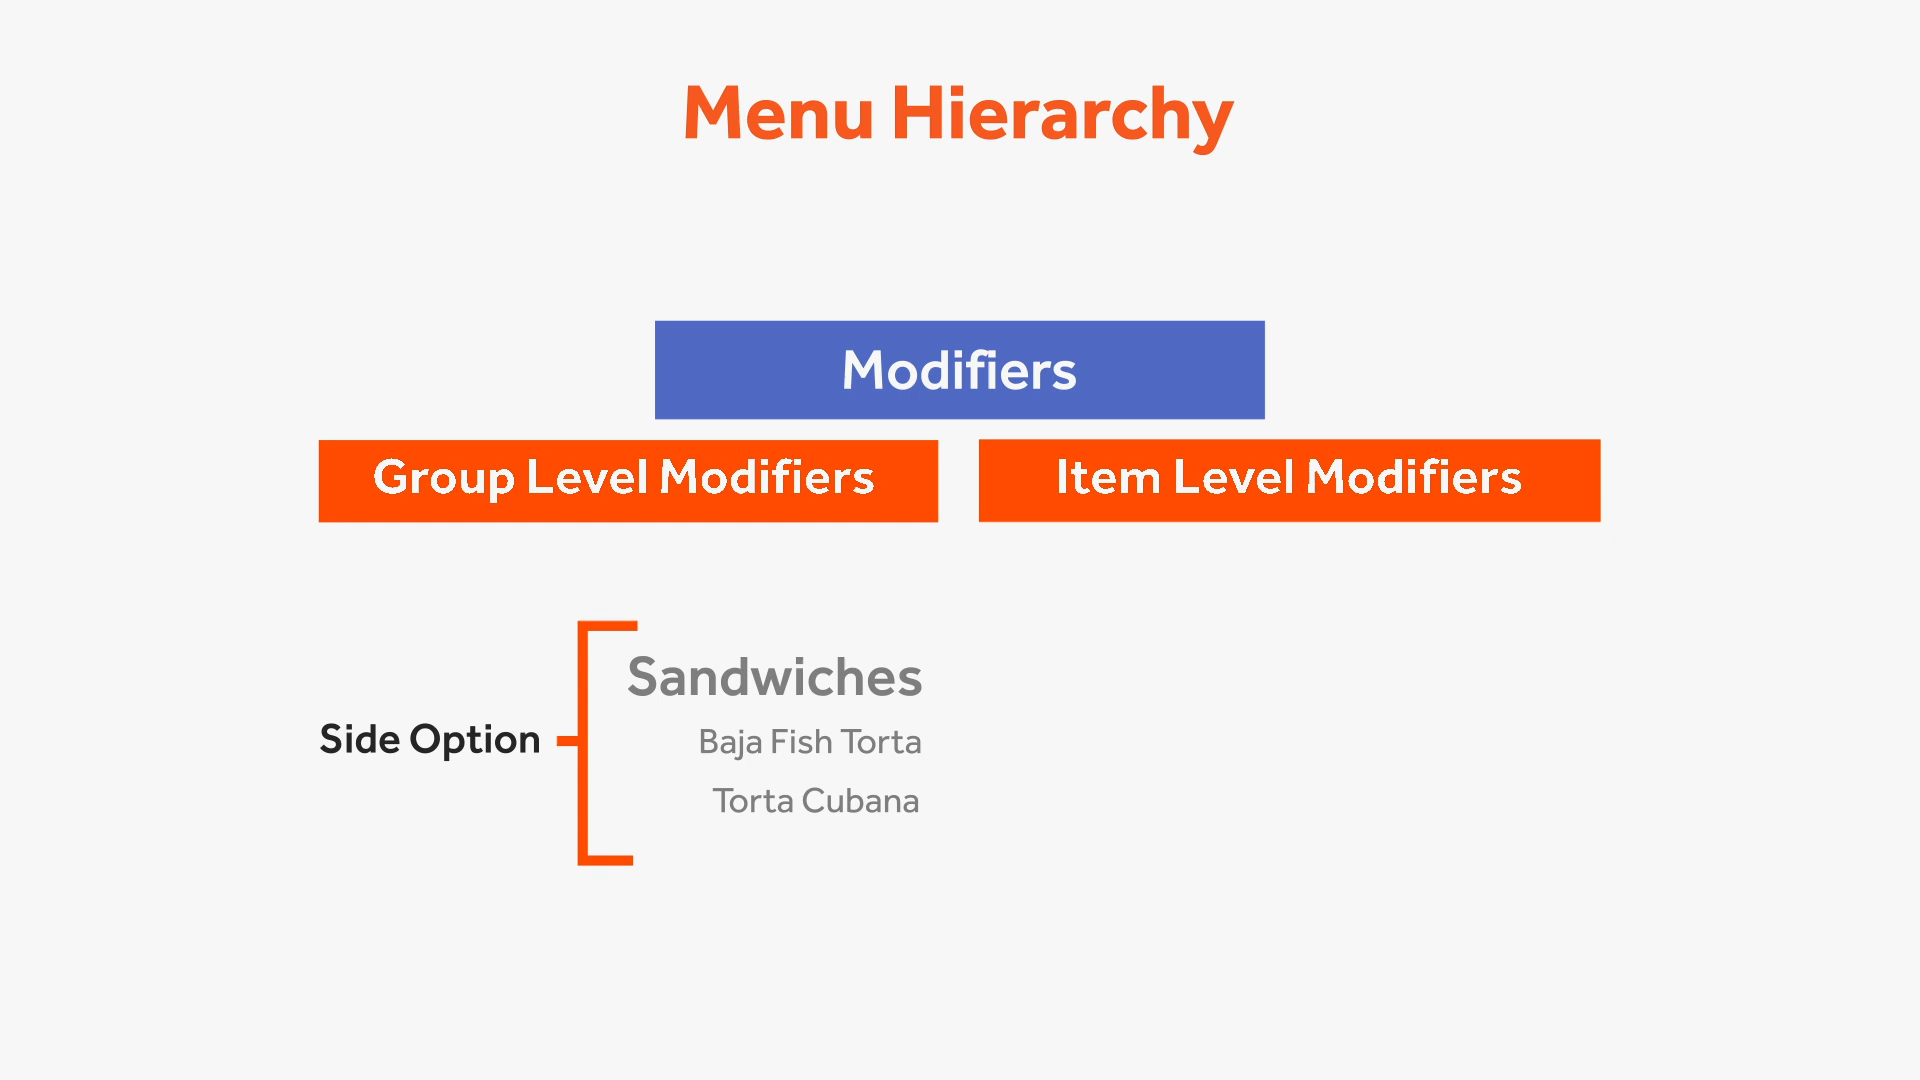 Menu Hierarchy
Modifiers
Group Level Modifiers
Item Level Modifiers
Side Option
Sandwiches
Baja Fish Torta
Torta Cubana